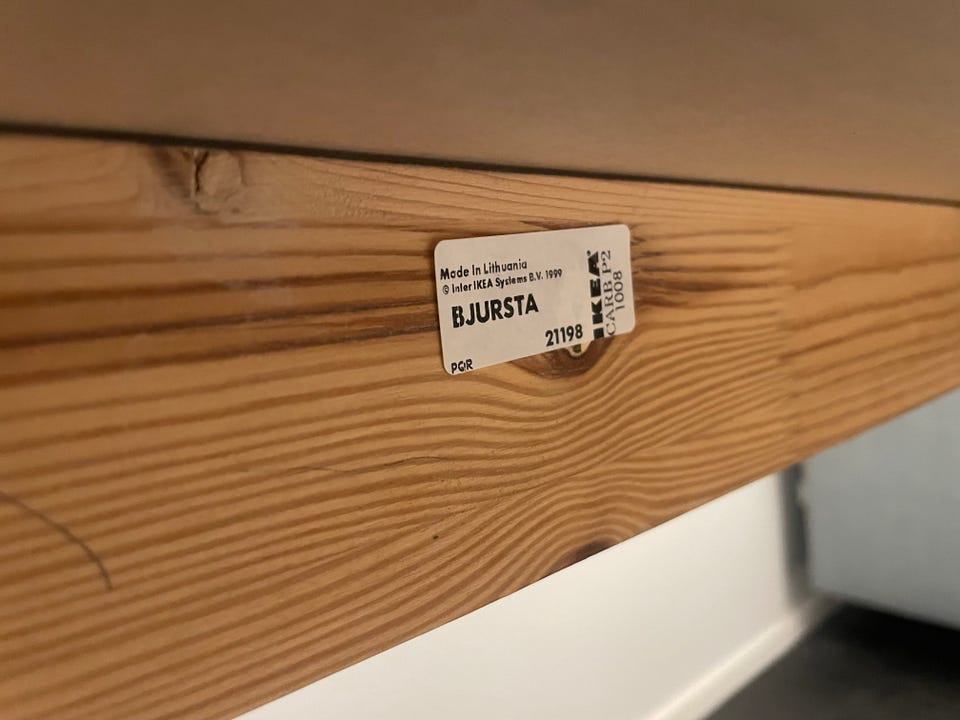 Made In Lithuania
© Inter IKEA Systems B.V. 1999
BJURSTA
21198
PQR
IKEA
CARB P2
1008